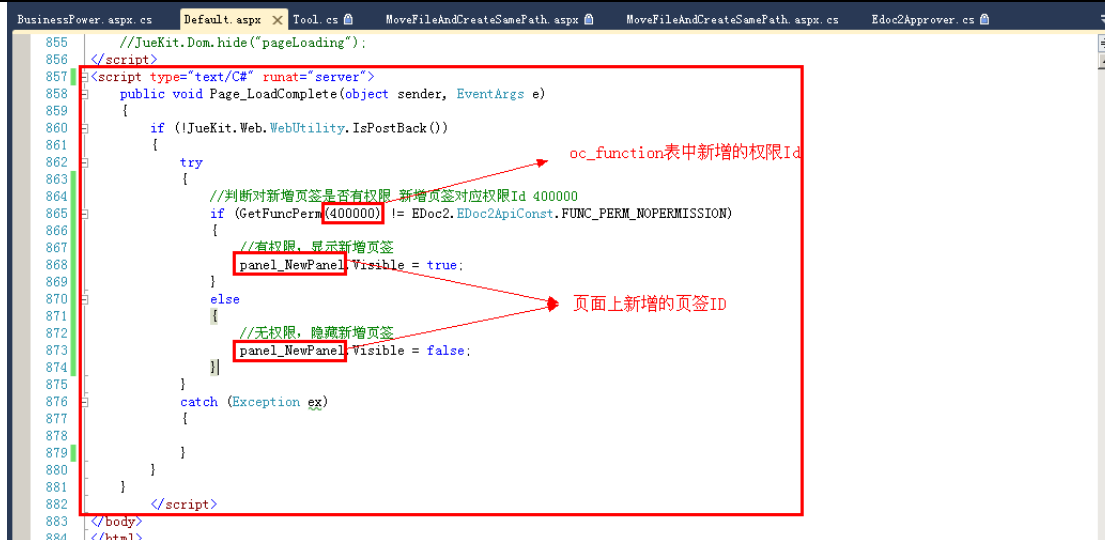 BusinessPower.aspx.cs Default.aspx Tool.cs MoveFileAndCreateSamePath.aspx MoveFileAndCreateSamePath.aspx.cs Edoc2Approver.cs
855 //JueKit.Dom.hide("pageLoading");
856 </script>
857 <script type="text/C#" runat="server">
858 public void Page_LoadComplete(object sender, EventArgs e)
859 {
860 if (!JueKit.Web.WebUtility.IsPostBack())
861 {
oc_function表中新增的权限Id
862 try
863 {
864 //判断对新增页签是否有权限 新增页签对应权限Id 400000
865 if (GetFuncPerm(400000) != EDoc2.EDoc2ApiConst.FUNC_PERM_NOPERMISSION)
866 {
867 //有权限，显示新增页签
868 panel_NewPanel.Visible = true;
869 }
870 else
页面上新增的页签ID
871 {
872 //无权限，隐藏新增页签
873 panel_NewPanel.Visible = false;
874 }
875 }
876 catch (Exception ex)
877 {
878
879 }
880 }
881 }
882 </script>
883 </body>
884 </html>